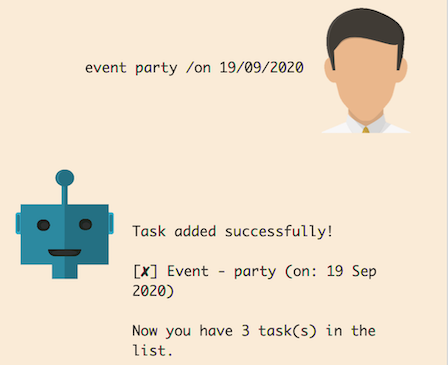 event party /on 19/09/2020
Task added successfully!
[✘] Event - party (on: 19 Sep
2020)
Now you have 3 task(s) in the
list.